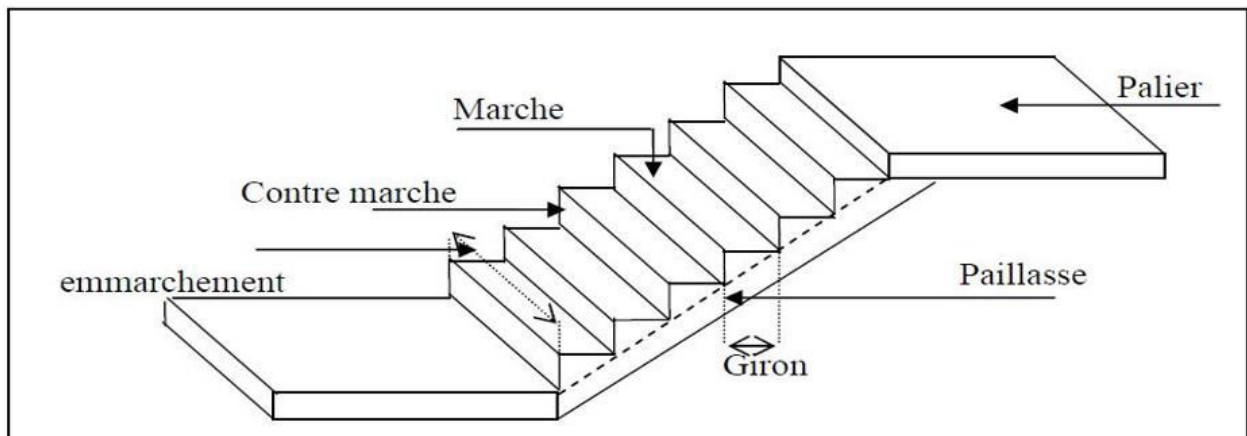 Palier
Marche
Contre marche
emmarchement
Paillasse
Giron